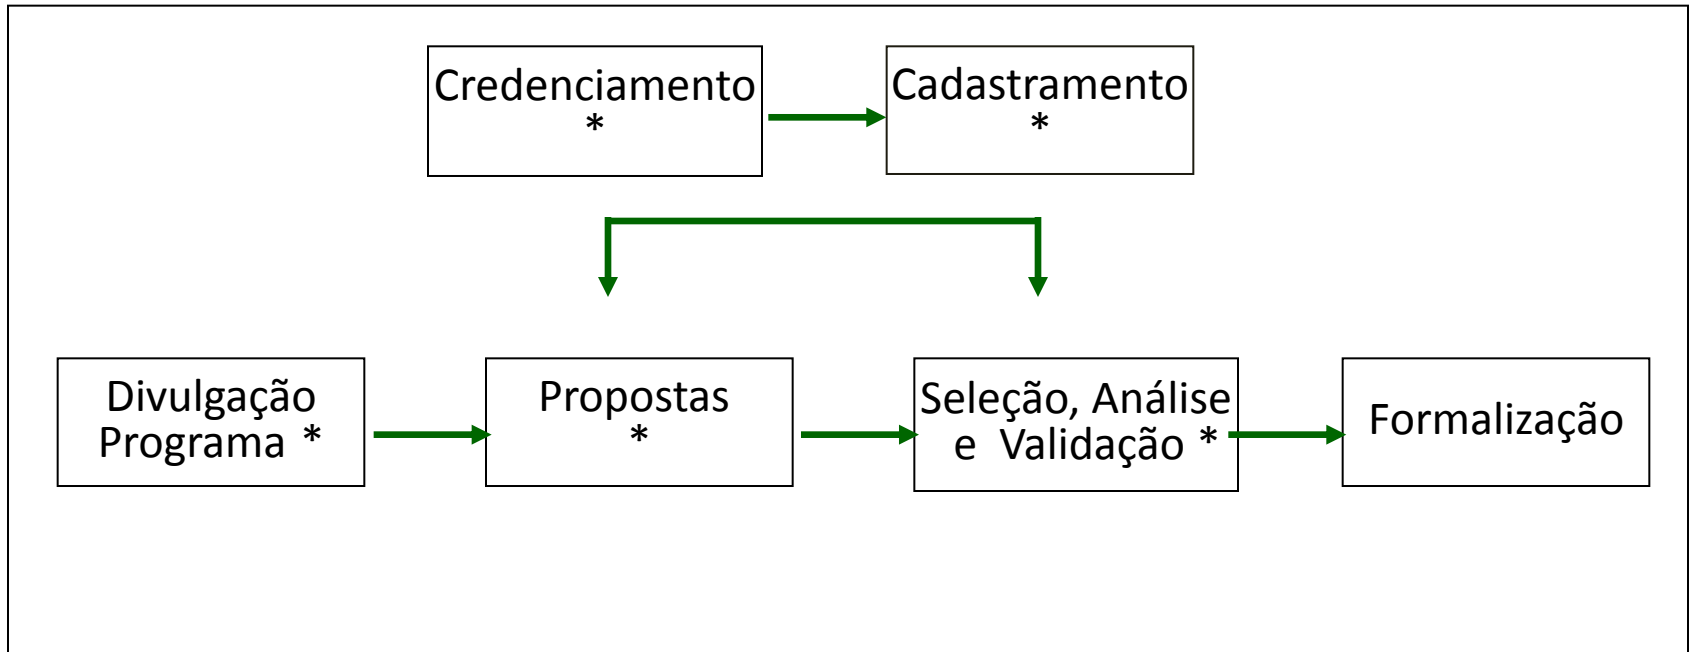 Credenciamento
*
Cadastramento
*
Divulgação
Programa *
Propostas
*
Seleção, Análise
e  Validação *
Formalização